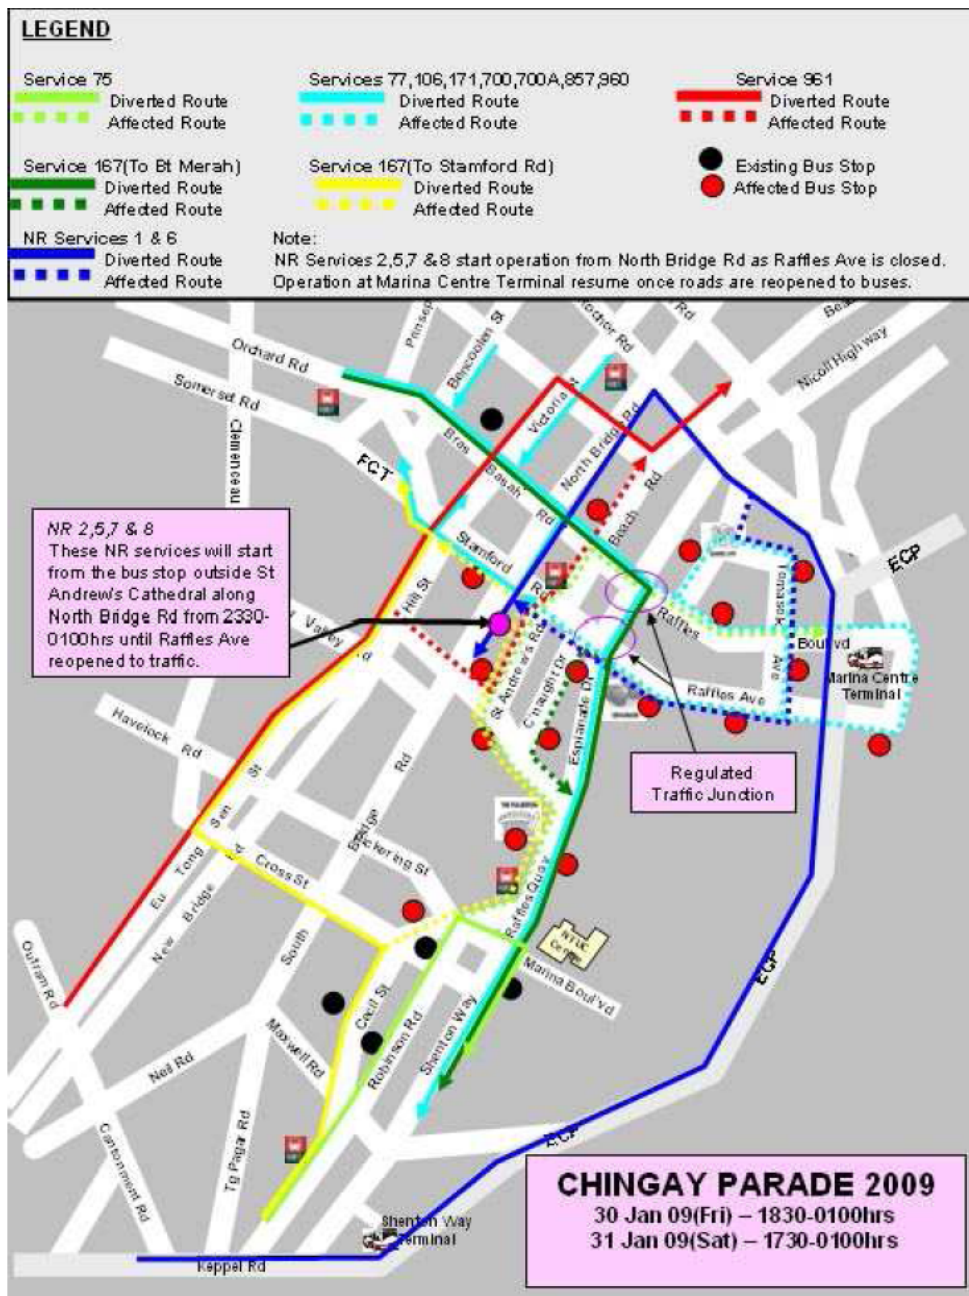 LEGEND
Service 75
Diverted Route
Affected Route
Services 77,106,171,700,700A,857,960
Diverted Route
Affected Route
Service 961
Diverted Route
Affected Route
Service 167(To Bt Merah)
Diverted Route
Affected Route
Service 167(To Stamford Rd)
Diverted Route
Affected Route
Existing Bus Stop
Affected Bus Stop
NR Services 1 & 6
Diverted Route
Affected Route
Note:
NR Services 2,5,7 & 8 start operation from North Bridge Rd as Raffles Ave is closed.
Operation at Marina Centre Terminal resume once roads are reopened to buses.
Orchard Rd
Somerset Rd
Clemenceau
Bencoolen St
Victoria
Rd
Nicoll Highway
North Bridge Rd
Bras Basah Rd
Beach Rd
FCT
Stamford Rd
Hill St
ECP
NR 2,5,7 & 8
These NR services will start
from the bus stop outside St
Andrew's Cathedral along
North Bridge Rd from 2330-
0100hrs until Raffles Ave
reopened to traffic.
Valley Rd
St Andrew's Rd
C'naught Dr
Esplanade Dr
Raffles
Boulvd
Temasek
Ave
Raffles Ave
Marina Centre
Terminal
Regulated
Traffic Junction
Havelock Rd
Eu Tong Sen St
New Bridge Rd
Cross St
Raffles Quay
NTUC
Centre
Marina Boul'vd
ECP
South
Rd
Outram Rd
Neil Rd
Maxwell Rd
Cecil St
Robinson Rd
Shenton Way
Cantonment Rd
Tg Pagar Rd
ECP
Shenton Way
Terminal
Keppel Rd
CHINGAY PARADE 2009
30 Jan 09(Fri) – 1830-0100hrs
31 Jan 09(Sat) – 1730-0100hrs